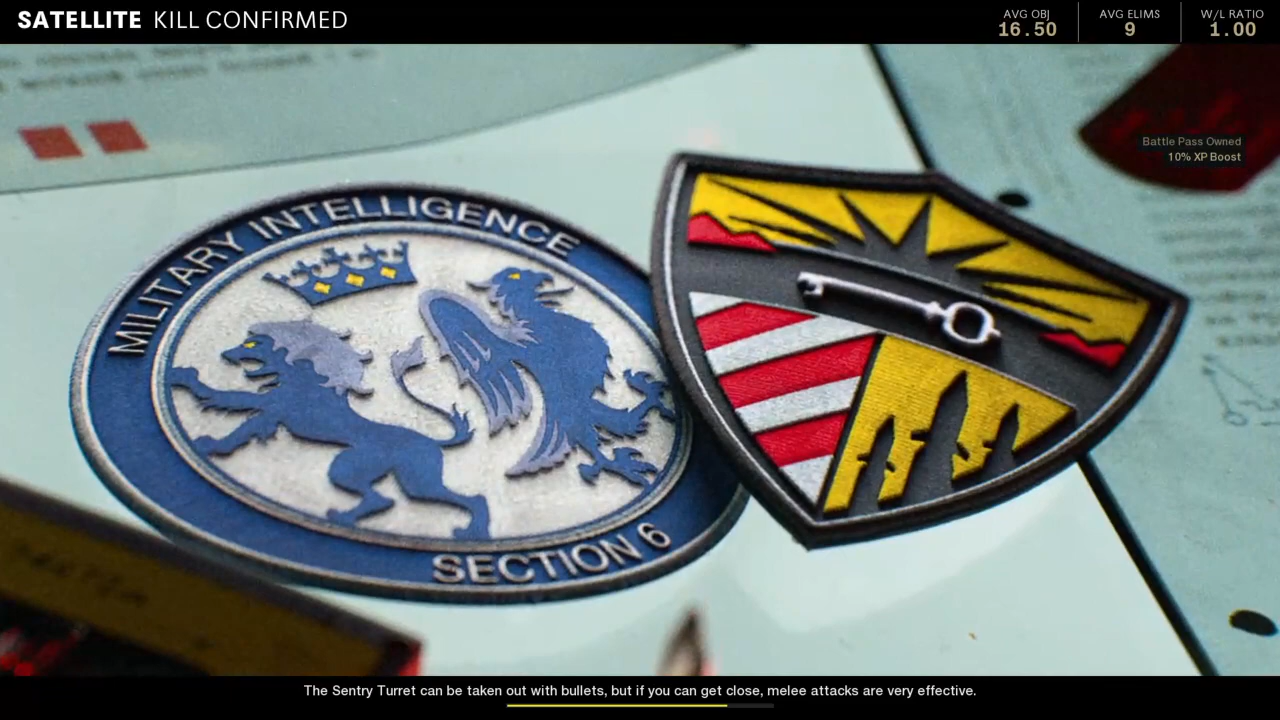 SATELLITE KILL CONFIRMED
AVG OBJ
16.50
AVG ELIMS
9
W/L RATIO
1.00
Battle Pass Owned
10% XP Boost
MILITARY INTELLIGENCE
SECTION 6
The Sentry Turret can be taken out with bullets, but if you can get close, melee attacks are very effective.